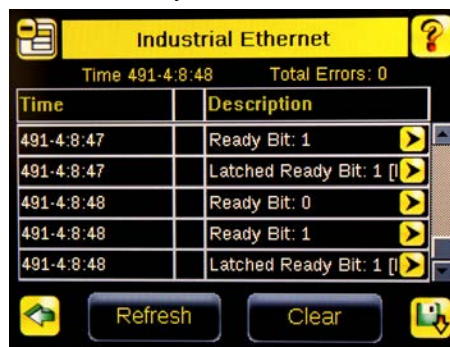 Industrial Ethernet
?
Time 491-4:8:48 Total Errors: 0
Time Description
491-4:8:47 Ready Bit: 1
491-4:8:47 Latched Ready Bit: 1 [I
491-4:8:48 Ready Bit: 0
491-4:8:48 Ready Bit: 1
491-4:8:48 Latched Ready Bit: 1 [I
Refresh Clear